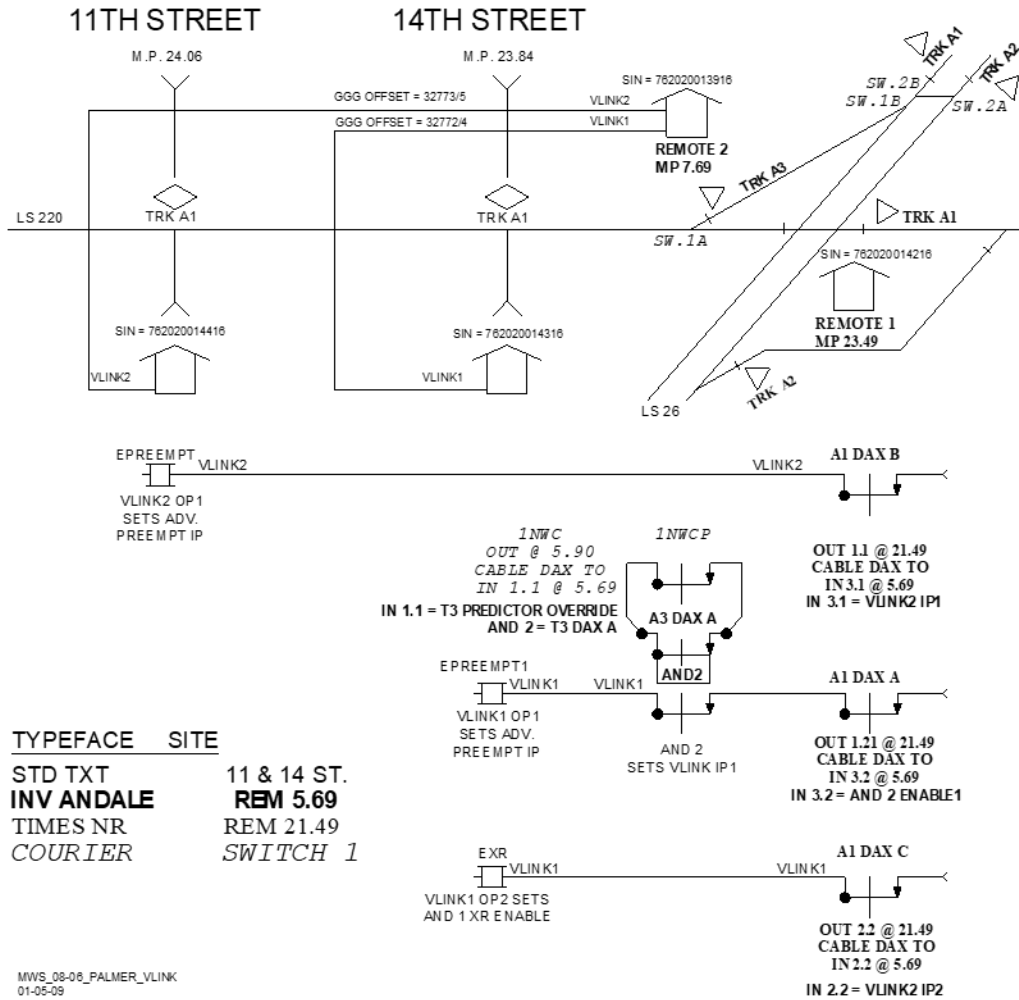 11TH STREET
14TH STREET
M.P. 24.06
M.P. 23.84
SIN = 762020013916
GGG OFFSET = 32773/5
VLINK2
GGG OFFSET = 32772/4
VLINK1
REMOTE 2
MP 7.69
TRK A1
TRK A2
SW.2B
SW.1B
SW.2A
TRK A3
LS 220
TRK A1
TRK A1
SW.1A
TRK A1
SIN = 762020014216
REMOTE 1
MP 23.49
SIN = 762020014416
VLINK2
SIN = 762020014316
VLINK1
TRK A2
LS 26
EPREEMPT
VLINK2
VLINK2
A1 DAX B
VLINK2 OP1
SETS ADV.
PREEMPT IP
OUT 1.1 @ 21.49
CABLE DAX TO
IN 3.1 @ 5.69
IN 3.1 = VLINK2 IP1
1NWC
OUT @ 5.90
CABLE DAX TO
IN 1.1 @ 5.69
IN 1.1 = T3 PREDICTOR OVERRIDE
AND 2 = T3 DAX A
1NWCP
A3 DAX A
AND2
EPREEMPT1
VLINK1
VLINK1
A1 DAX A
VLINK1 OP1
SETS ADV.
PREEMPT IP
AND 2
SETS VLINK IP1
OUT 1.21 @ 21.49
CABLE DAX TO
IN 3.2 @ 5.69
IN 3.2 = AND 2 ENABLE1
TYPEFACE SITE
STD TXT 11 & 14 ST.
INV ANDALE REM 5.69
TIMES NR REM 21.49
COURIER SWITCH 1
EXR
VLINK1
VLINK1
A1 DAX C
VLINK1 OP2 SETS
AND 1 XR ENABLE
OUT 2.2 @ 21.49
CABLE DAX TO
IN 2.2 @ 5.69
IN 2.2 = VLINK2 IP2
MWS_08-06_PALMER_VLINK
01-05-09